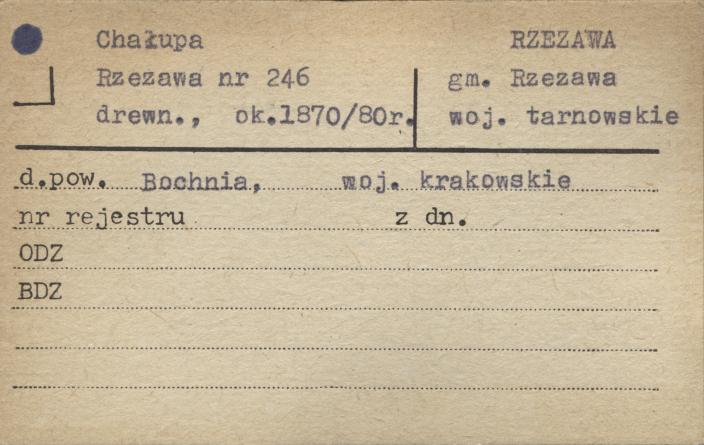 Chałupa RZEZAWA
Rzezawa nr 246 gm. Rzezawa
drewn., ok.1870/80r. woj. tarnowskie
d.pow. Bochnia, woj. krakowskie
nr rejestru z dn.
ODZ
BDZ